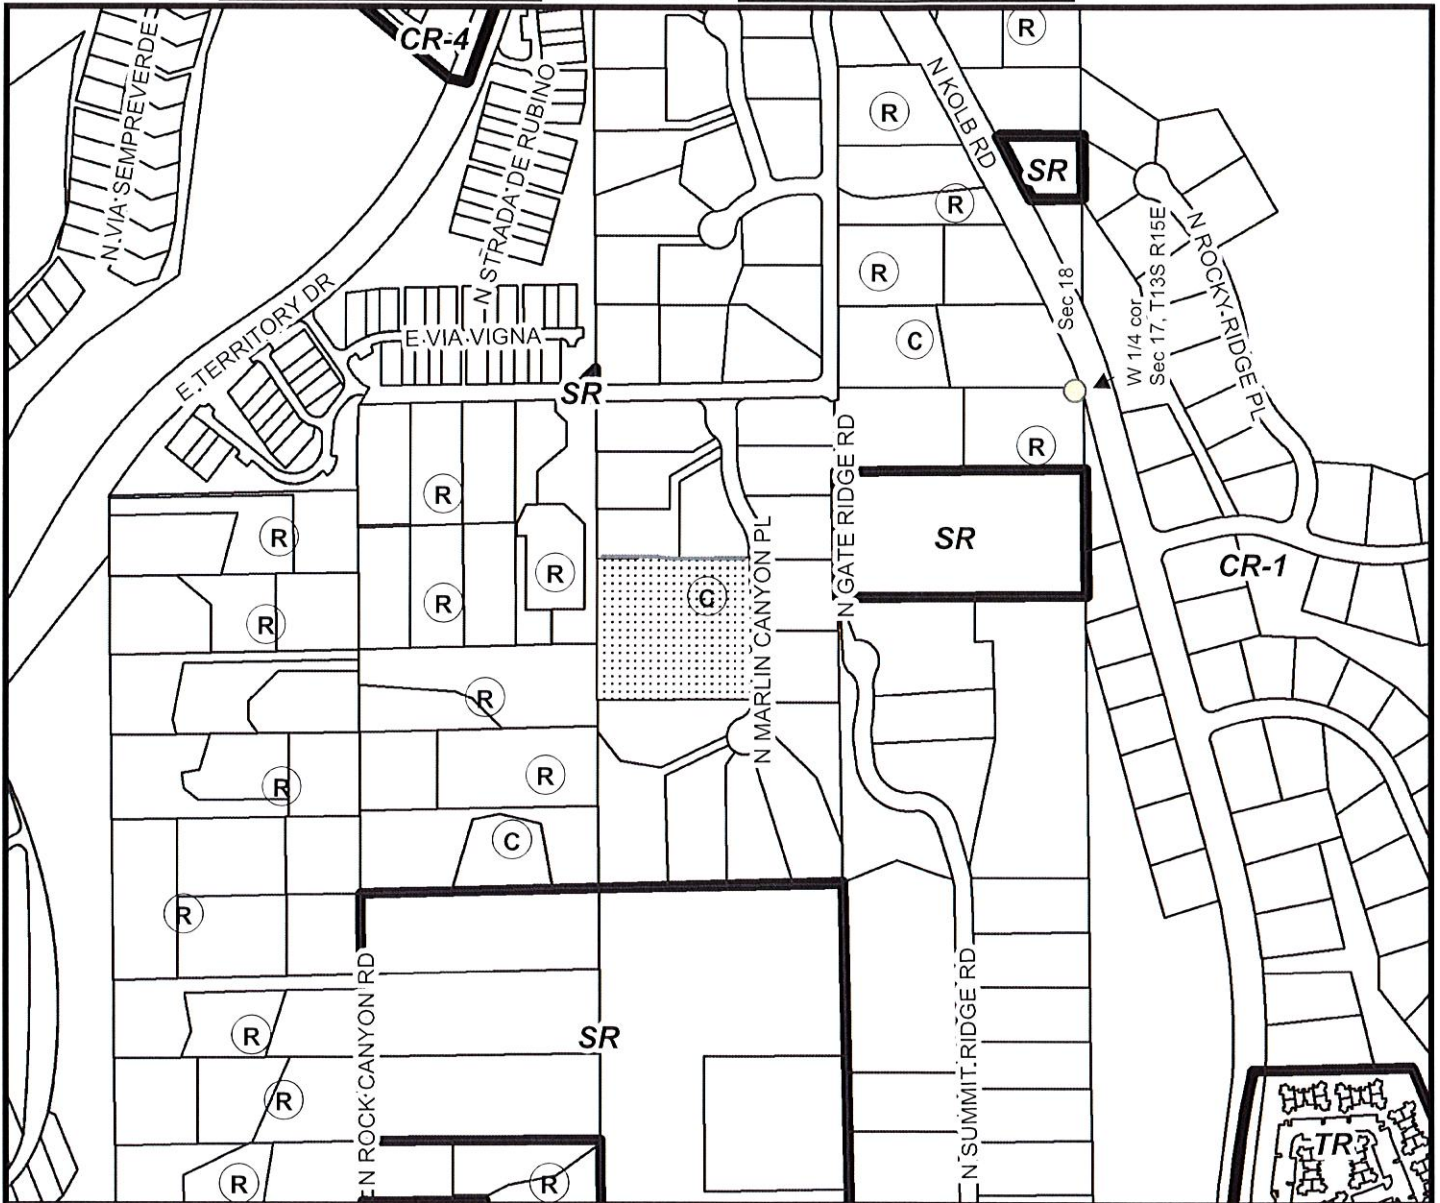 CR-4
R
N VIA SEMPREVERDE
N STRADA DE RUBINO
N KOLB RD
R
SR
R
N ROCKY RIDGE PL
R
Sec 18
W 1/4 cor
Sec 17, T13S R15E
E TERRITORY DR
E VIA VIGNA
C
SR
R
R
R
N GATE RIDGE RD
SR
R
N MARLIN CANYON PL
CR-1
R
C
R
R
R
R
C
R
N ROCK CANYON RD
SR
N SUMMIT RIDGE RD
R
R
TR
R
R